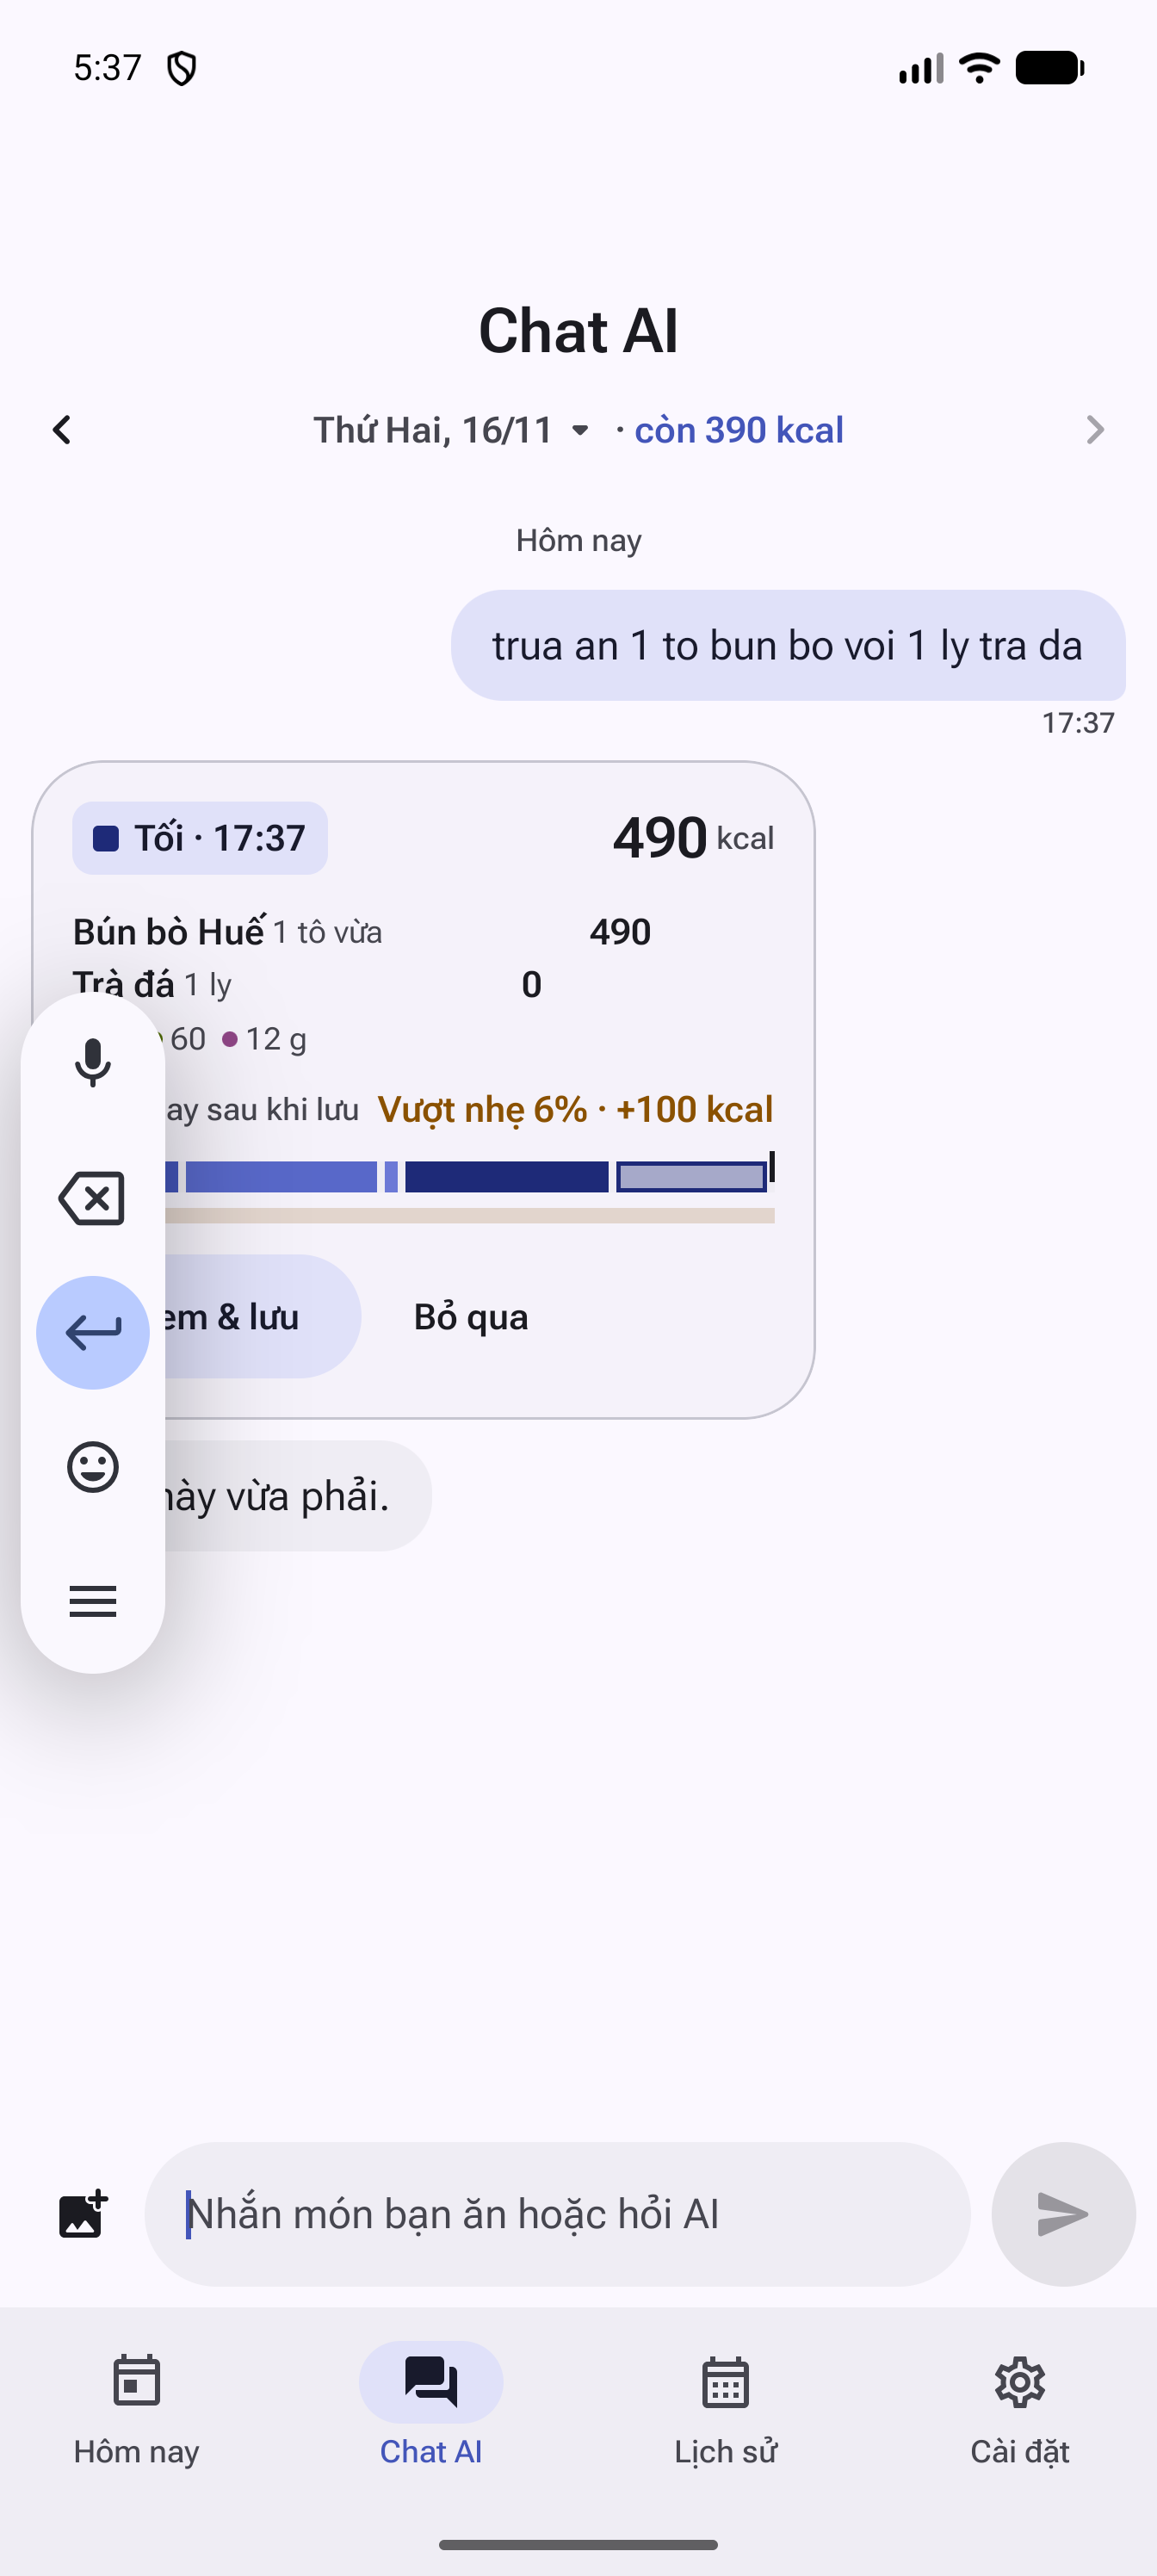 5:37
Chat AI
Thứ Hai, 16/11 · còn 390 kcal
Hôm nay
trua an 1 to bun bo voi 1 ly tra da
17:37
Tối · 17:37 490 kcal
Bún bò Huế 1 tô vừa 490
Trà đá 1 ly 0
60 12 g
sau khi lưu Vượt nhẹ 6% · +100 kcal
& lưu Bỏ qua
vừa phải.
Nhắn món bạn ăn hoặc hỏi AI
Hôm nay Chat AI Lịch sử Cài đặt